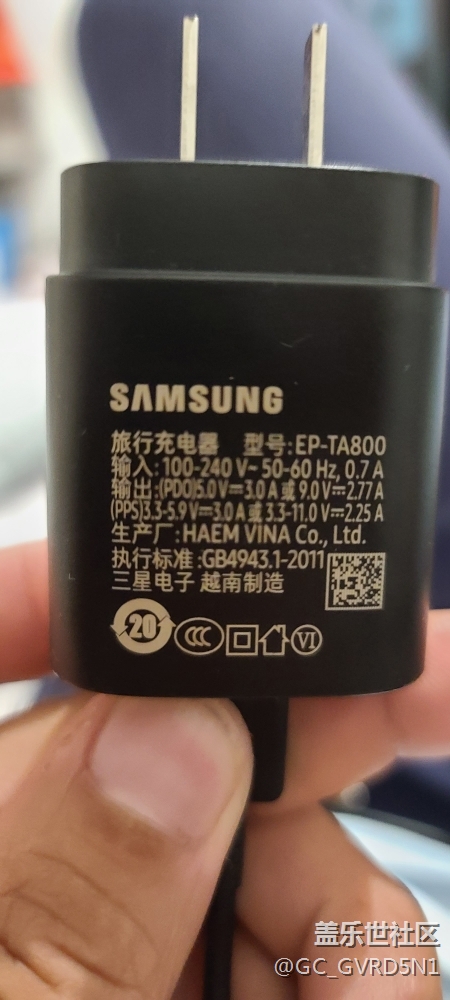 SAMSUNG
旅行充电器 型号:EP-TA800
输入:100-240 V~ 50-60 Hz, 0.7 A
输出:(PDO)5.0 V⎓3.0 A 或 9.0 V⎓2.77 A
(PPS)3.3-5.9 V⎓3.0 A 或 3.3-11.0 V⎓2.25 A
生产厂:HAEM VINA Co., Ltd.
执行标准:GB4943.1-2011
三星电子 越南制造
20 CCC VI
盖乐世社区
@GC_GVRD5N1